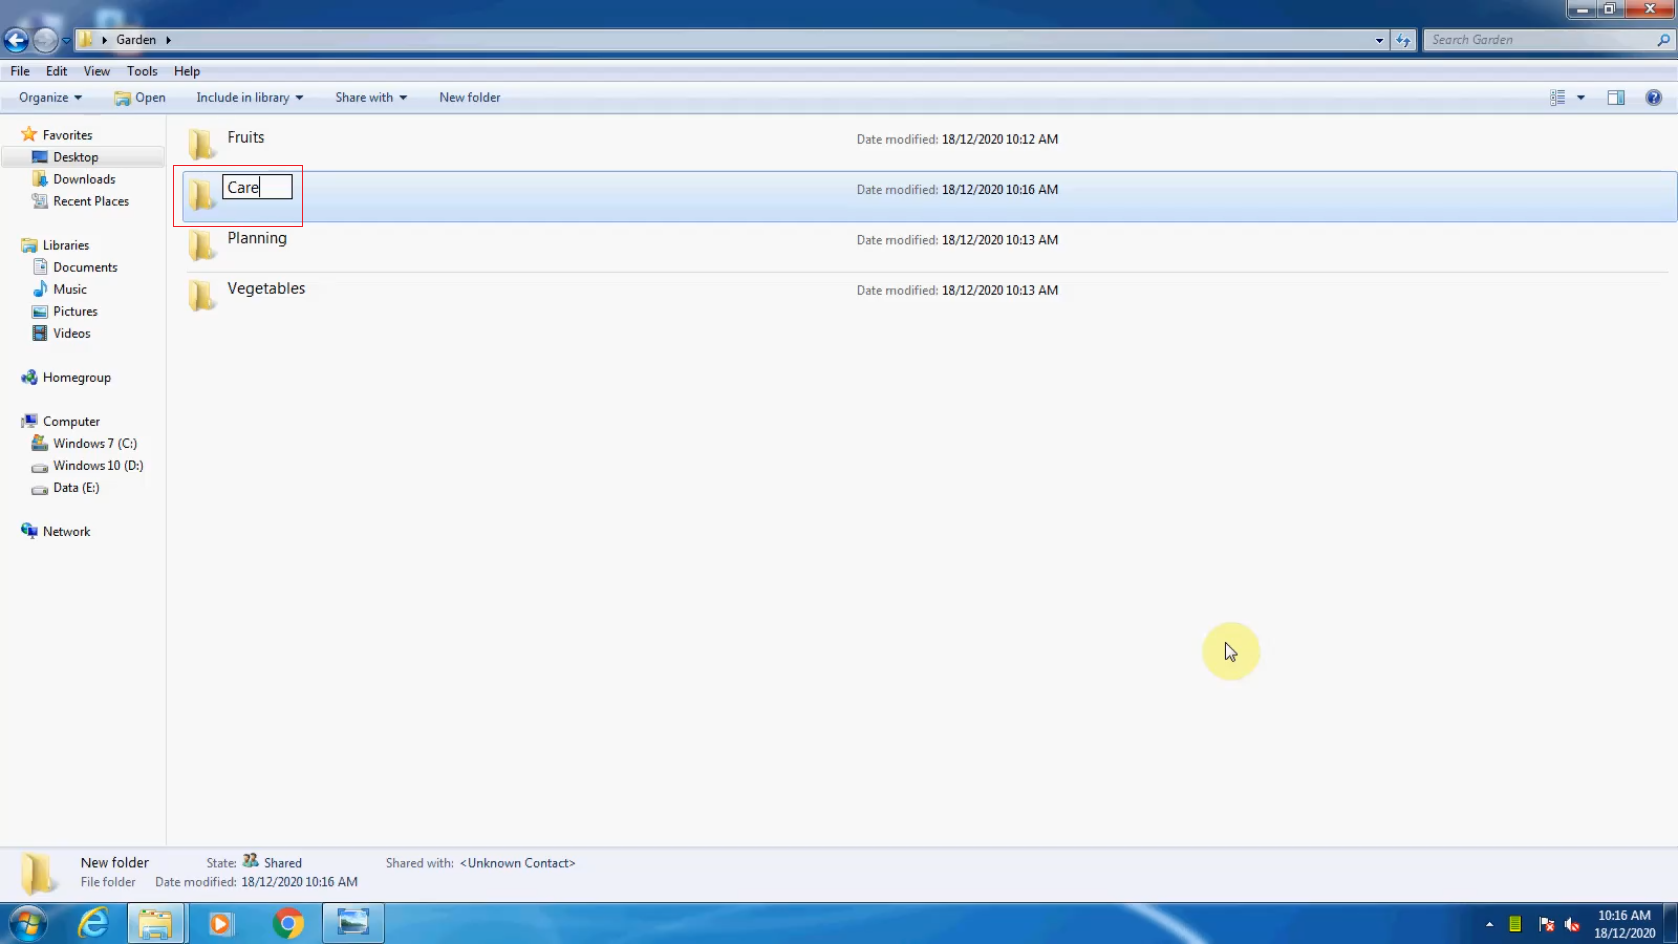 Garden
Search Garden
File Edit View Tools Help
Organize Open Include in library Share with New folder
Favorites
Desktop
Downloads
Recent Places
Libraries
Documents
Music
Pictures
Videos
Homegroup
Computer
Windows 7 (C:)
Windows 10 (D:)
Data (E:)
Network
Fruits Date modified: 18/12/2020 10:12 AM
Care Date modified: 18/12/2020 10:16 AM
Planning Date modified: 18/12/2020 10:13 AM
Vegetables Date modified: 18/12/2020 10:13 AM
New folder State: Shared Shared with: <Unknown Contact>
File folder Date modified: 18/12/2020 10:16 AM
10:16 AM
18/12/2020